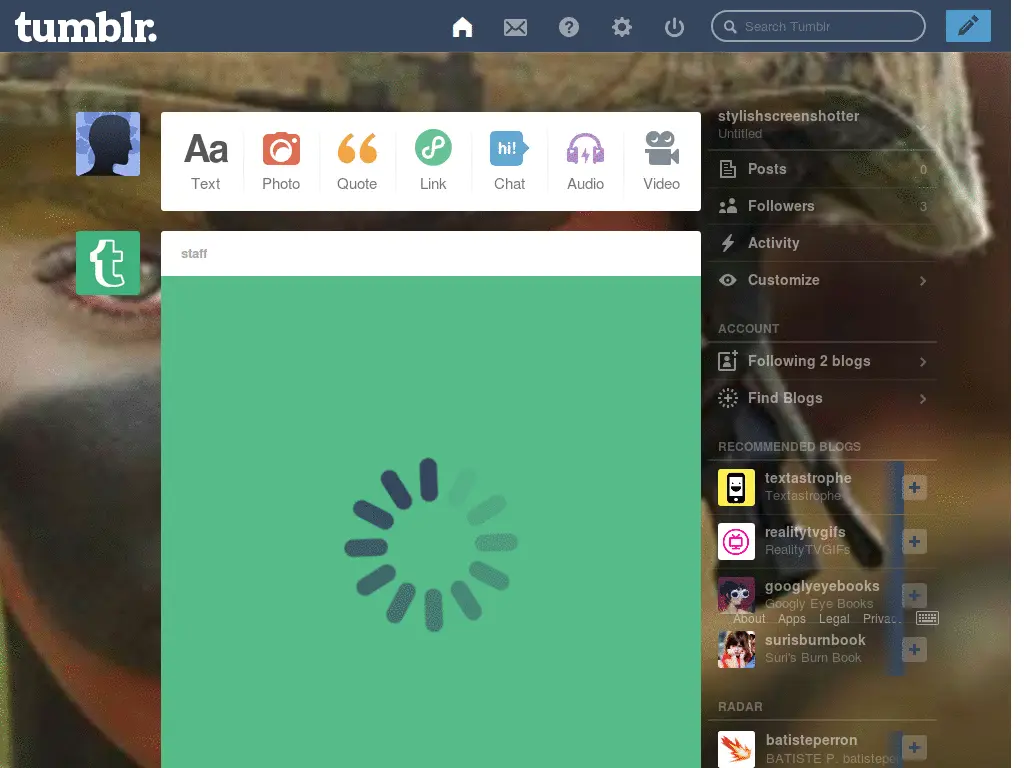 tumblr.
Search Tumblr
Aa
hi!
Text
Photo
Quote
Link
Chat
Audio
Video
staff
stylishscreenshotter
Untitled
Posts 0
Followers 3
Activity
Customize
ACCOUNT
Following 2 blogs
Find Blogs
RECOMMENDED BLOGS
textastrophe
Textastrophe
realitytvgifs
RealityTVGIFs
googlyeyebooks
Googly Eye Books
About Apps Legal Privac
surisburnbook
Suri's Burn Book
RADAR
batisteperron
BATISTE P. batistepe